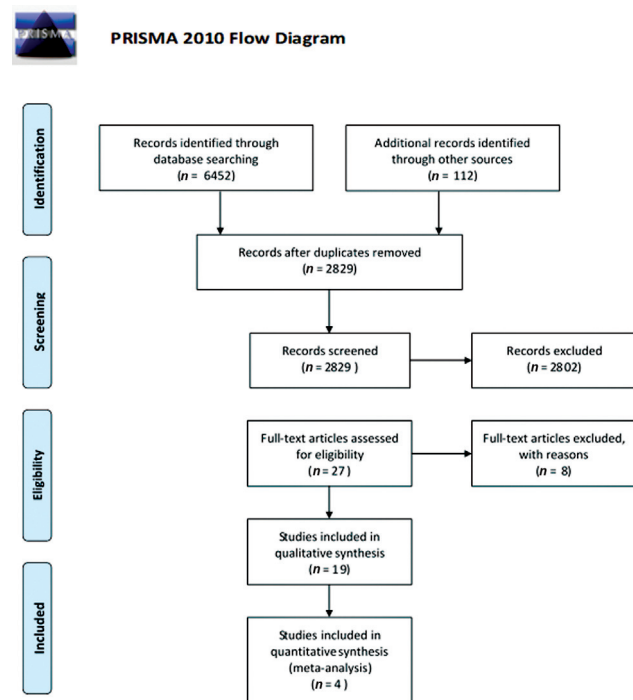 PRISMA
PRISMA 2010 Flow Diagram
Identification
Records identified through
database searching
(n = 6452)
Additional records identified
through other sources
(n = 112)
Records after duplicates removed
(n = 2829)
Screening
Records screened
(n = 2829 )
Records excluded
(n = 2802)
Eligibility
Full-text articles assessed
for eligibility
(n = 27 )
Full-text articles excluded,
with reasons
(n = 8)
Studies included in
qualitative synthesis
(n = 19)
Included
Studies included in
quantitative synthesis
(meta-analysis)
(n = 4 )